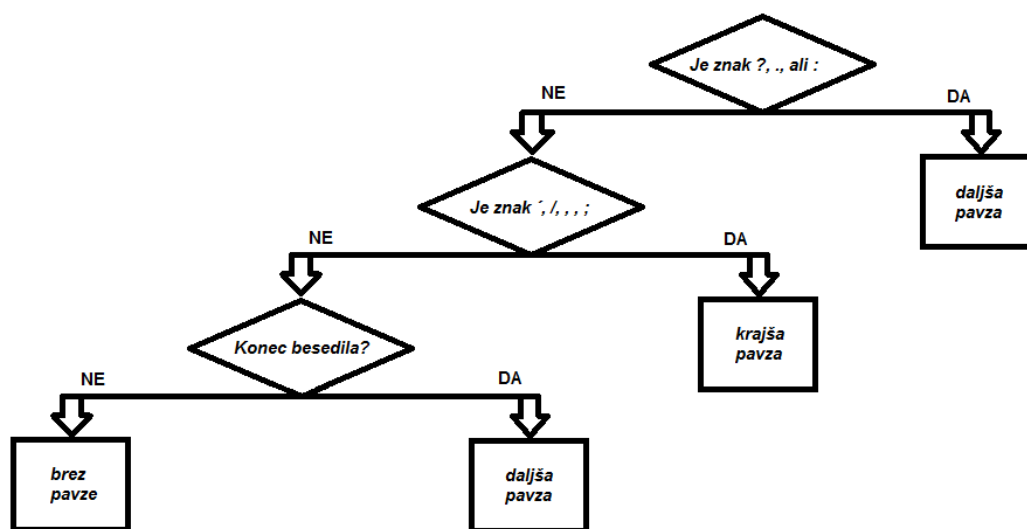 Je znak ?, ., ali :
NE
DA
daljša
pavza
Je znak ´, /, , , ;
NE
DA
krajša
pavza
Konec besedila?
NE
DA
brez
pavze
daljša
pavza